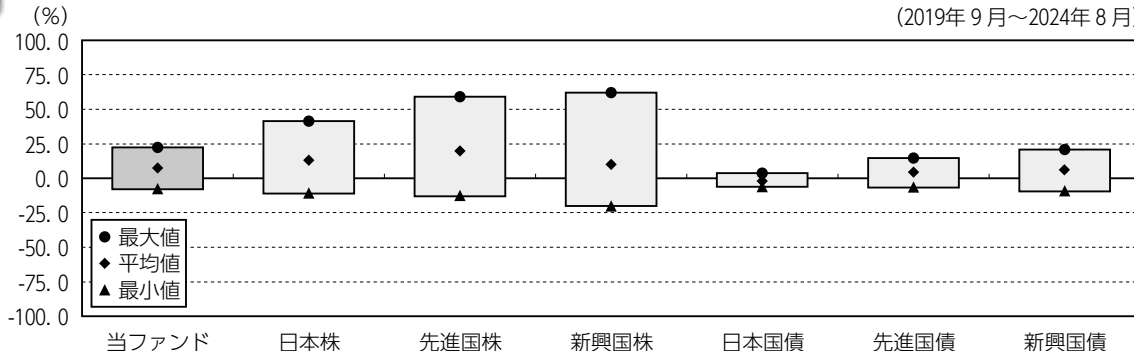 (%)
(2019年9月～2024年8月)
100.0
75.0
50.0
25.0
0.0
-25.0
-50.0
-75.0
-100.0
● 最大値
◆ 平均値
▲ 最小値
当ファンド 日本株 先進国株 新興国株 日本国債 先進国債 新興国債